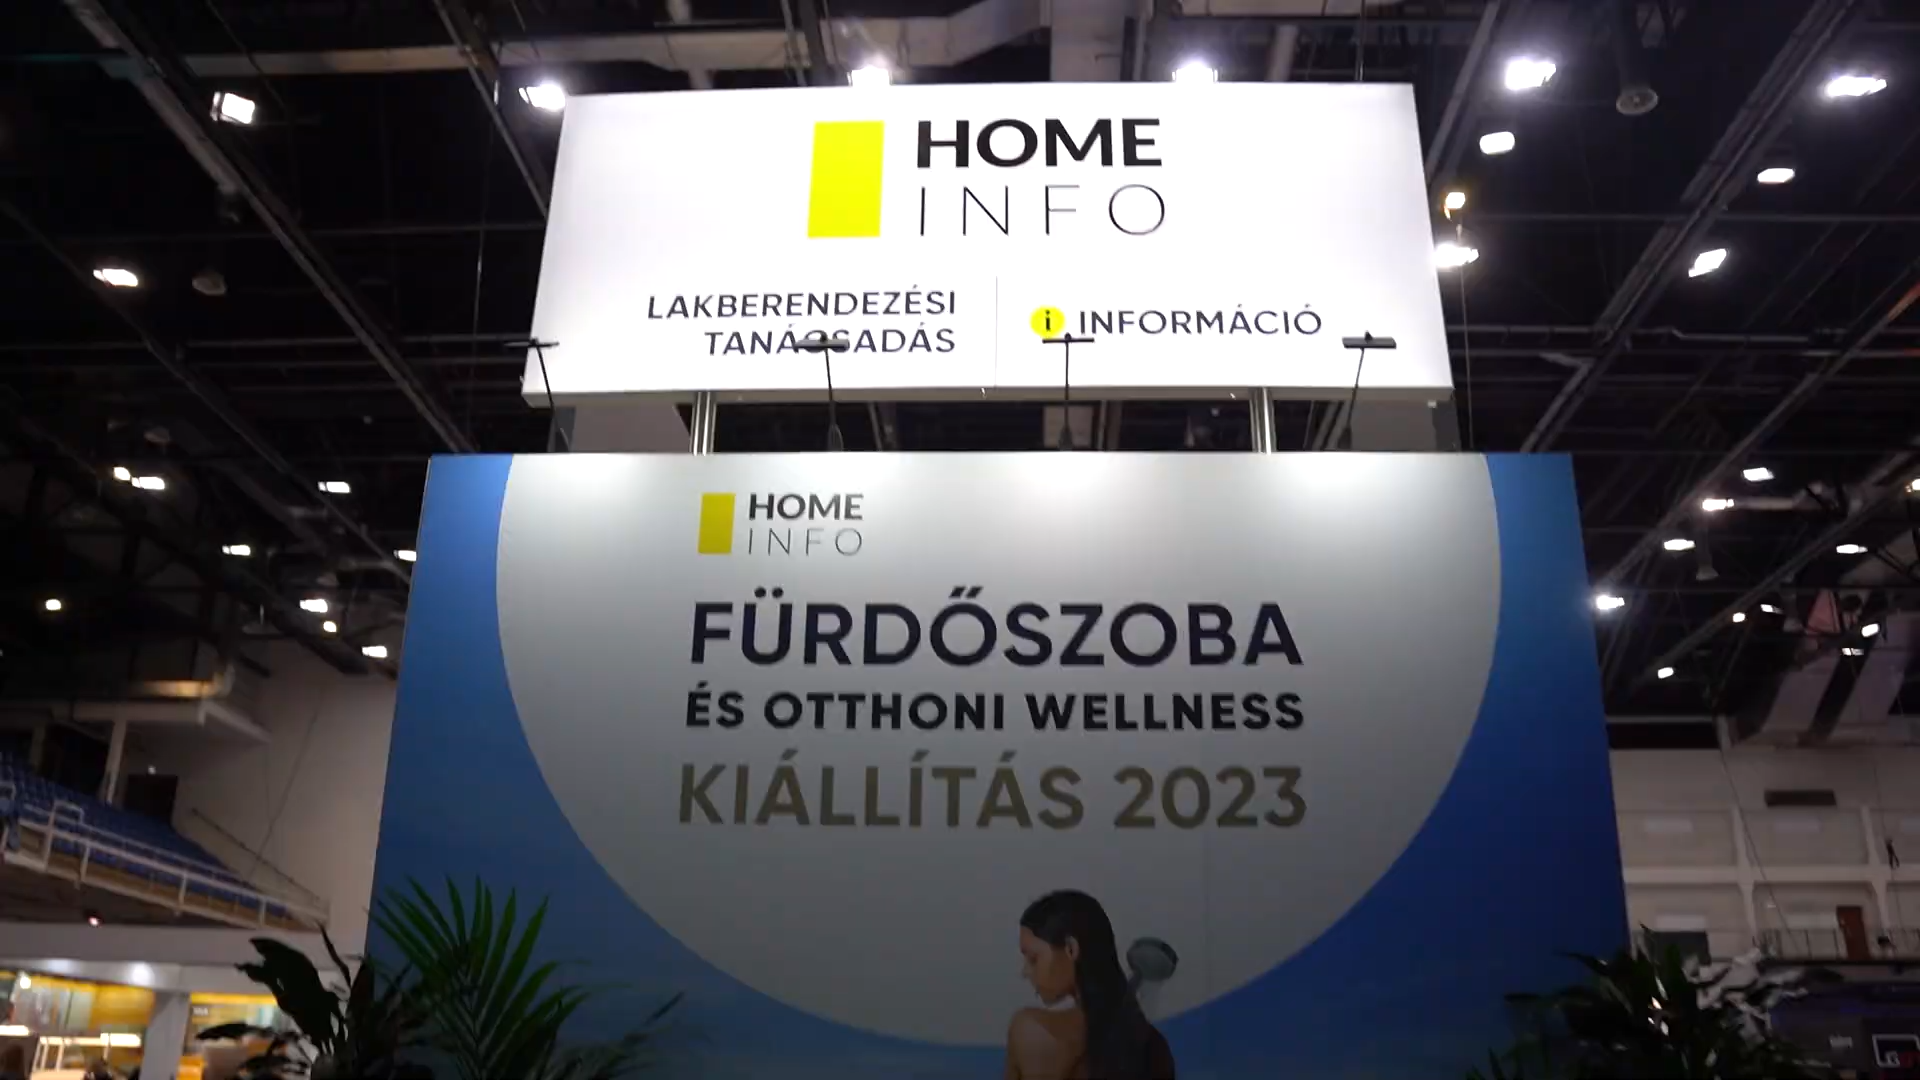 HOME
INFO
LAKBERENDEZÉSI
TANÁCSADÁS
i INFORMÁCIÓ
HOME
INFO
FÜRDŐSZOBA
ÉS OTTHONI WELLNESS
KIÁLLÍTÁS 2023